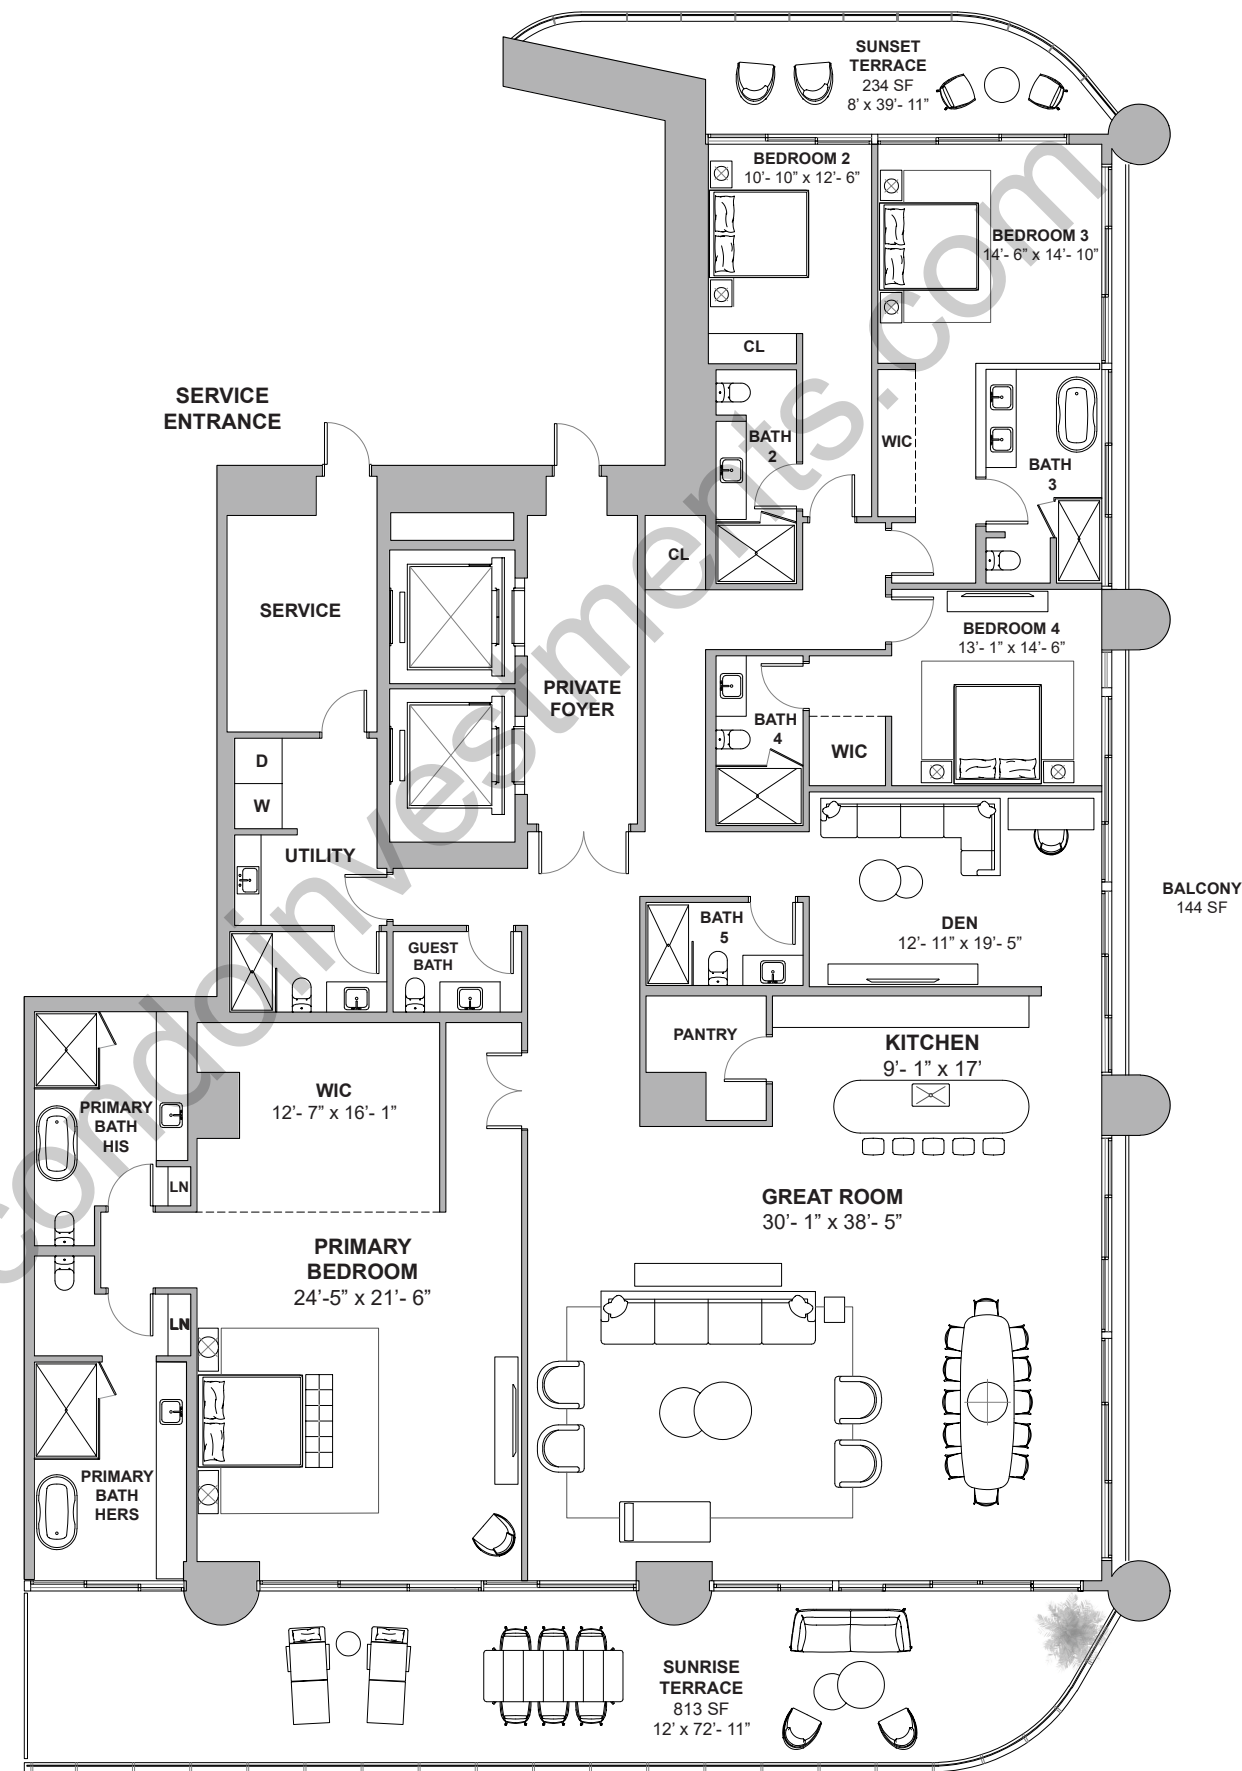 SUNSET
TERRACE
234 SF
8’ x 39’- 11”
BEDROOM 2
10’- 10” x 12’- 6”
BEDROOM 3
14’- 6” x 14’- 10”
CL
SERVICE
ENTRANCE
BATH
2
WIC
BATH
3
CL
SERVICE
BEDROOM 4
13’- 1” x 14’- 6”
PRIVATE
FOYER
BATH
4
WIC
D
W
UTILITY
BALCONY
144 SF
BATH
5
DEN
12’- 11” x 19’- 5”
GUEST
BATH
PANTRY
KITCHEN
9’- 1” x 17’
WIC
12’- 7” x 16’- 1”
PRIMARY
BATH
HIS
LN
GREAT ROOM
30’- 1” x 38’- 5”
PRIMARY
BEDROOM
24’-5” x 21’- 6”
LN
PRIMARY
BATH
HERS
SUNRISE
TERRACE
813 SF
12’ x 72’- 11”
condoinvestments.com